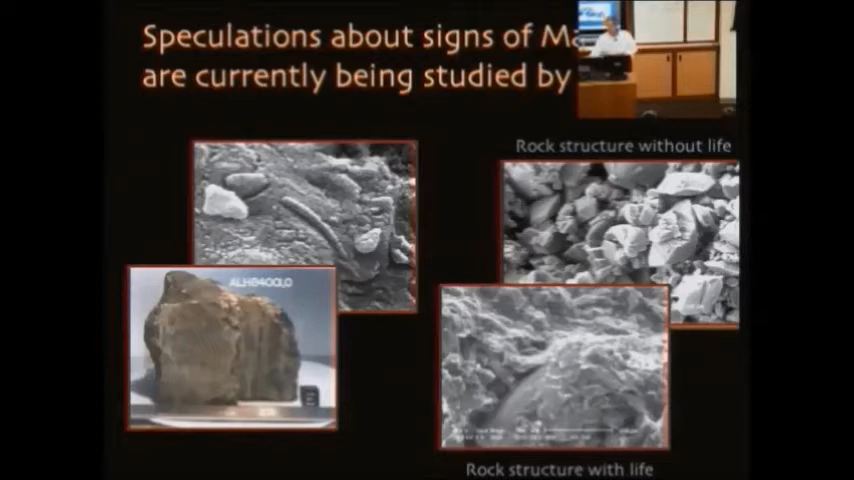 Speculations about signs of Ma
are currently being studied by
Rock structure without life
ALH84001,0
Rock structure with life